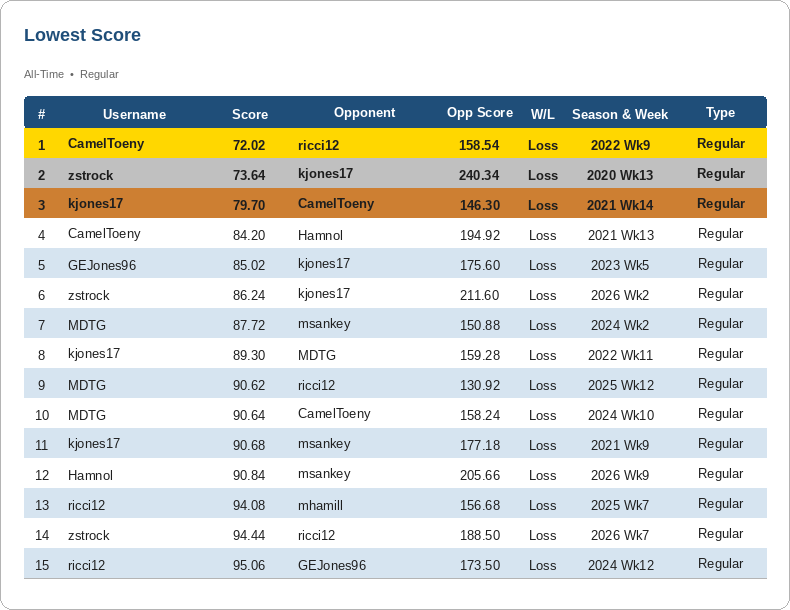 Lowest Score
All-Time • Regular
# Username Score Opponent Opp Score W/L Season & Week Type
1 CamelToeny 72.02 ricci12 158.54 Loss 2022 Wk9 Regular
2 zstrock 73.64 kjones17 240.34 Loss 2020 Wk13 Regular
3 kjones17 79.70 CamelToeny 146.30 Loss 2021 Wk14 Regular
4 CamelToeny 84.20 Hamnol 194.92 Loss 2021 Wk13 Regular
5 GEJones96 85.02 kjones17 175.60 Loss 2023 Wk5 Regular
6 zstrock 86.24 kjones17 211.60 Loss 2026 Wk2 Regular
7 MDTG 87.72 msankey 150.88 Loss 2024 Wk2 Regular
8 kjones17 89.30 MDTG 159.28 Loss 2022 Wk11 Regular
9 MDTG 90.62 ricci12 130.92 Loss 2025 Wk12 Regular
10 MDTG 90.64 CamelToeny 158.24 Loss 2024 Wk10 Regular
11 kjones17 90.68 msankey 177.18 Loss 2021 Wk9 Regular
12 Hamnol 90.84 msankey 205.66 Loss 2026 Wk9 Regular
13 ricci12 94.08 mhamill 156.68 Loss 2025 Wk7 Regular
14 zstrock 94.44 ricci12 188.50 Loss 2026 Wk7 Regular
15 ricci12 95.06 GEJones96 173.50 Loss 2024 Wk12 Regular